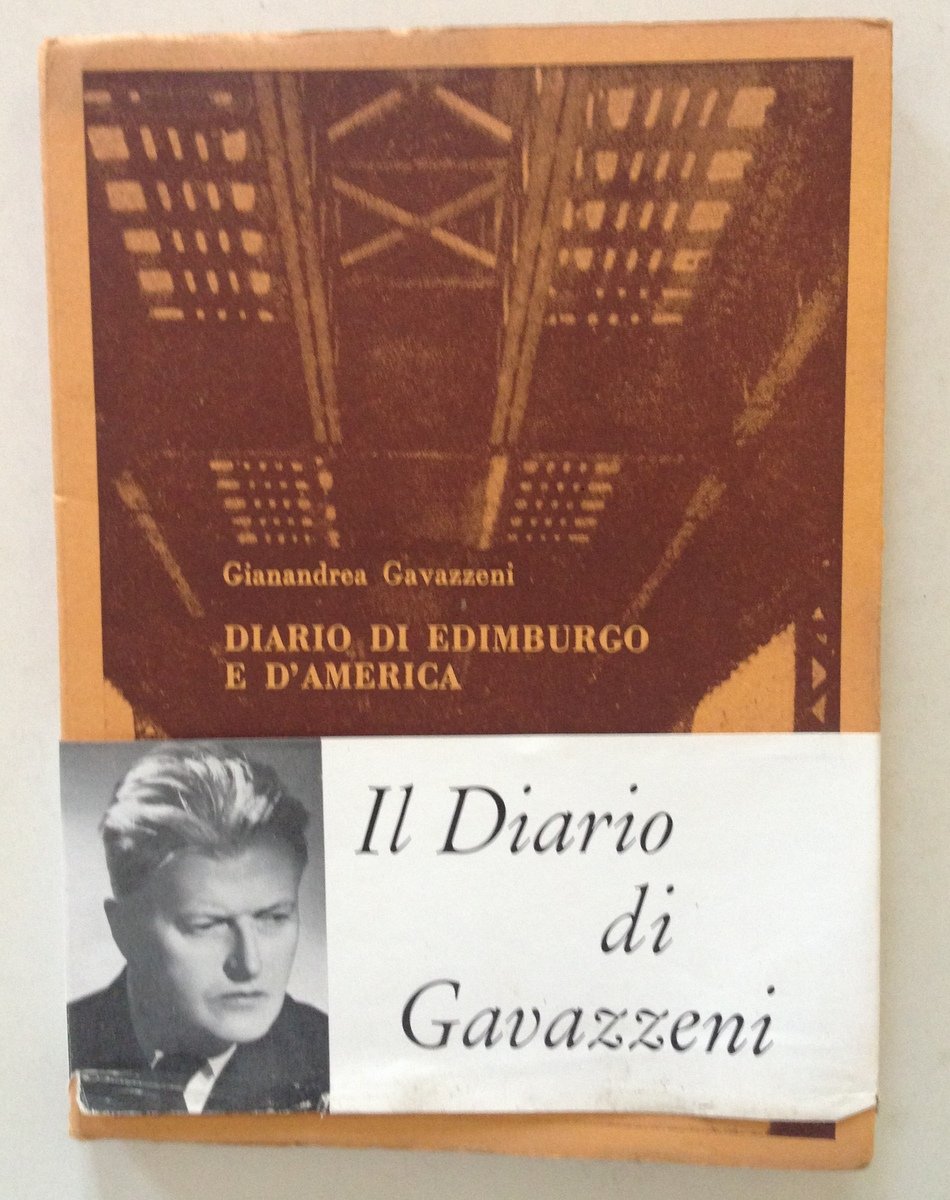 Gianandrea Gavazzeni
DIARIO DI EDIMBURGO
E D'AMERICA
Il Diario
di
Gavazzeni